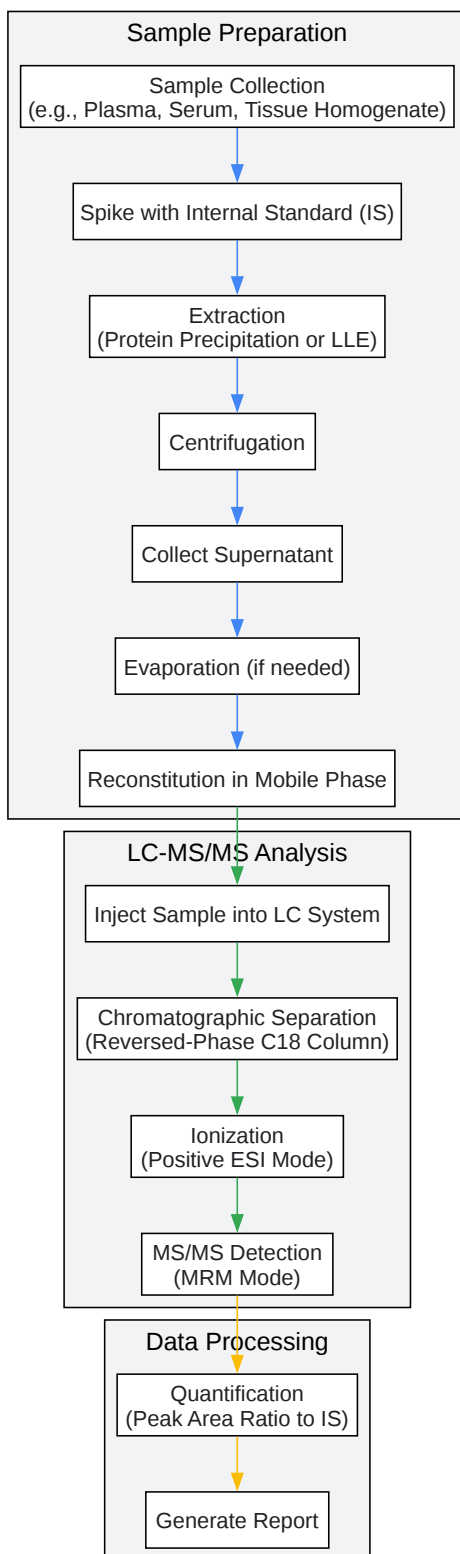 Sample Preparation
Sample Collection
(e.g., Plasma, Serum, Tissue Homogenate)
Spike with Internal Standard (IS)
Extraction
(Protein Precipitation or LLE)
Centrifugation
Collect Supernatant
Evaporation (if needed)
Reconstitution in Mobile Phase
LC-MS/MS Analysis
Inject Sample into LC System
Chromatographic Separation
(Reversed-Phase C18 Column)
Ionization
(Positive ESI Mode)
MS/MS Detection
(MRM Mode)
Data Processing
Quantification
(Peak Area Ratio to IS)
Generate Report